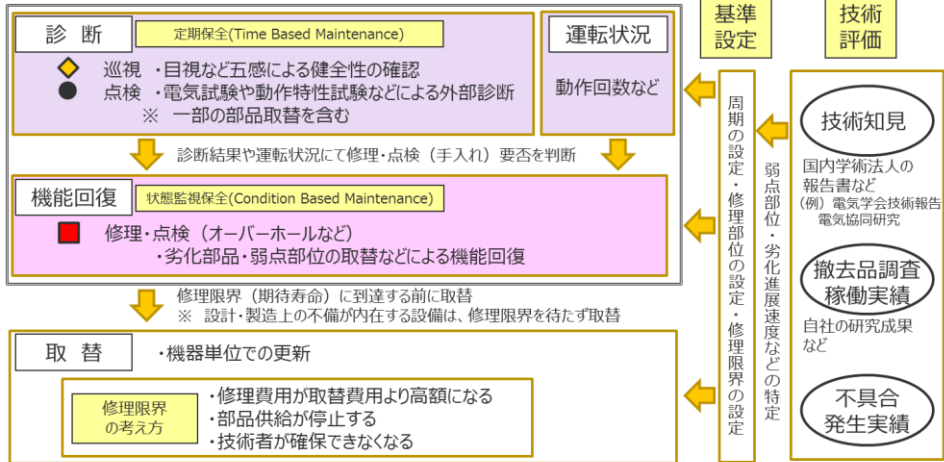 診 断
定期保全(Time Based Maintenance)
巡視 ・目視など五感による健全性の確認
点検 ・電気試験や動作特性試験などによる外部診断
※ 一部の部品取替を含む
運転状況
動作回数など
診断結果や運転状況にて修理・点検（手入れ）要否を判断
機能回復
状態監視保全(Condition Based Maintenance)
修理・点検（オーバーホールなど）
・劣化部品・弱点部位の取替などによる機能回復
修理限界（期待寿命）に到達する前に取替
※ 設計・製造上の不備が内在する設備は、修理限界を待たず取替
取 替
・機器単位での更新
修理限界
の考え方
・修理費用が取替費用より高額になる
・部品供給が停止する
・技術者が確保できなくなる
基準
設定
周期の設定・修理部位の設定・修理限界の設定
弱点部位・劣化進展速度などの特定
技術
評価
技術知見
国内学術法人の
報告書など
（例）電気学会技術報告
電気協同研究
撤去品調査
稼働実績
自社の研究成果
など
不具合
発生実績